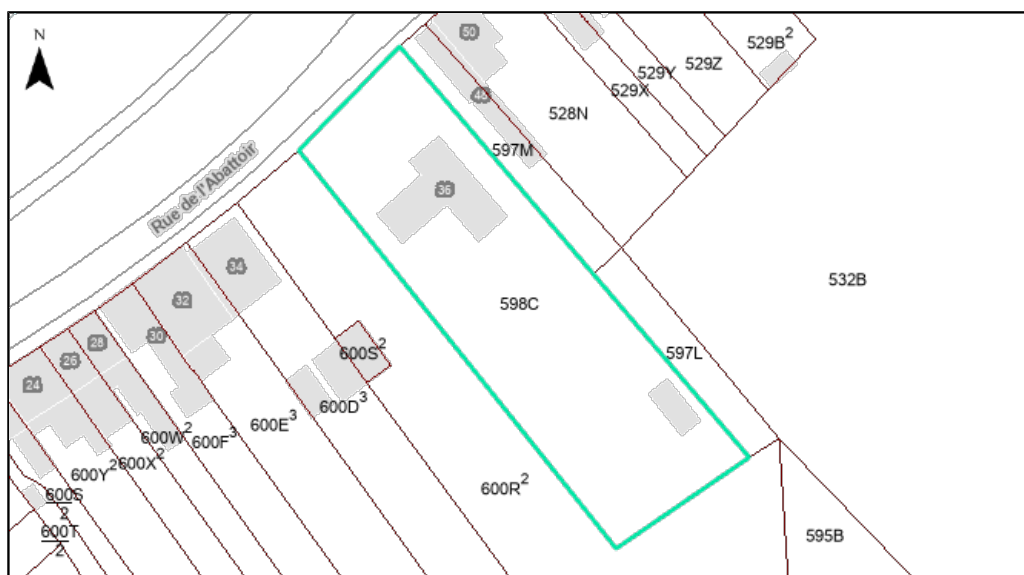 N
50
529B²
529Z
529Y
529X
48
528N
597M
Rue de l'Abattoir
36
34
32
598C
532B
30
28
26
24
600S²
597L
600D³
600E³
600F³
600W²
600X²
600Y²
600R²
600S
2
600T
2
595B